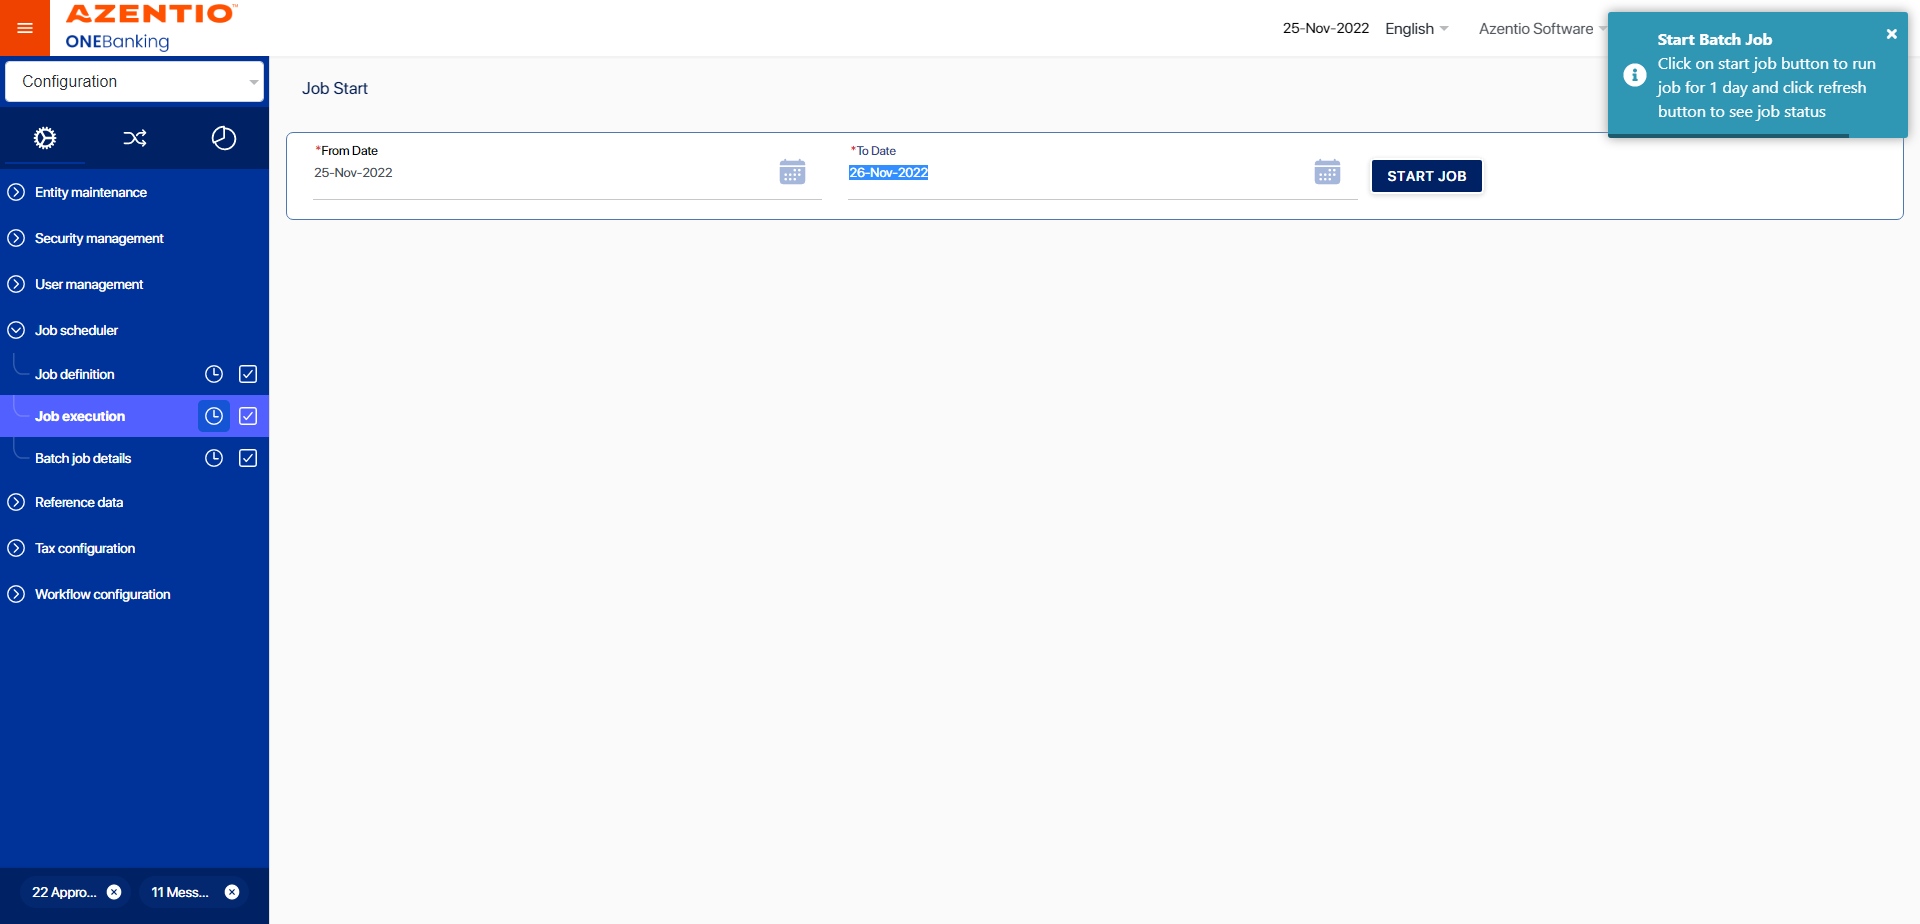 AZENTIO™
ONEBanking
25-Nov-2022
English
Azentio Software
Start Batch Job
Click on start job button to run
job for 1 day and click refresh
button to see job status
Configuration
Job Start
*From Date
25-Nov-2022
*To Date
26-Nov-2022
START JOB
Entity maintenance
Security management
User management
Job scheduler
Job definition
Job execution
Batch job details
Reference data
Tax configuration
Workflow configuration
22 Appro...
11 Mess...